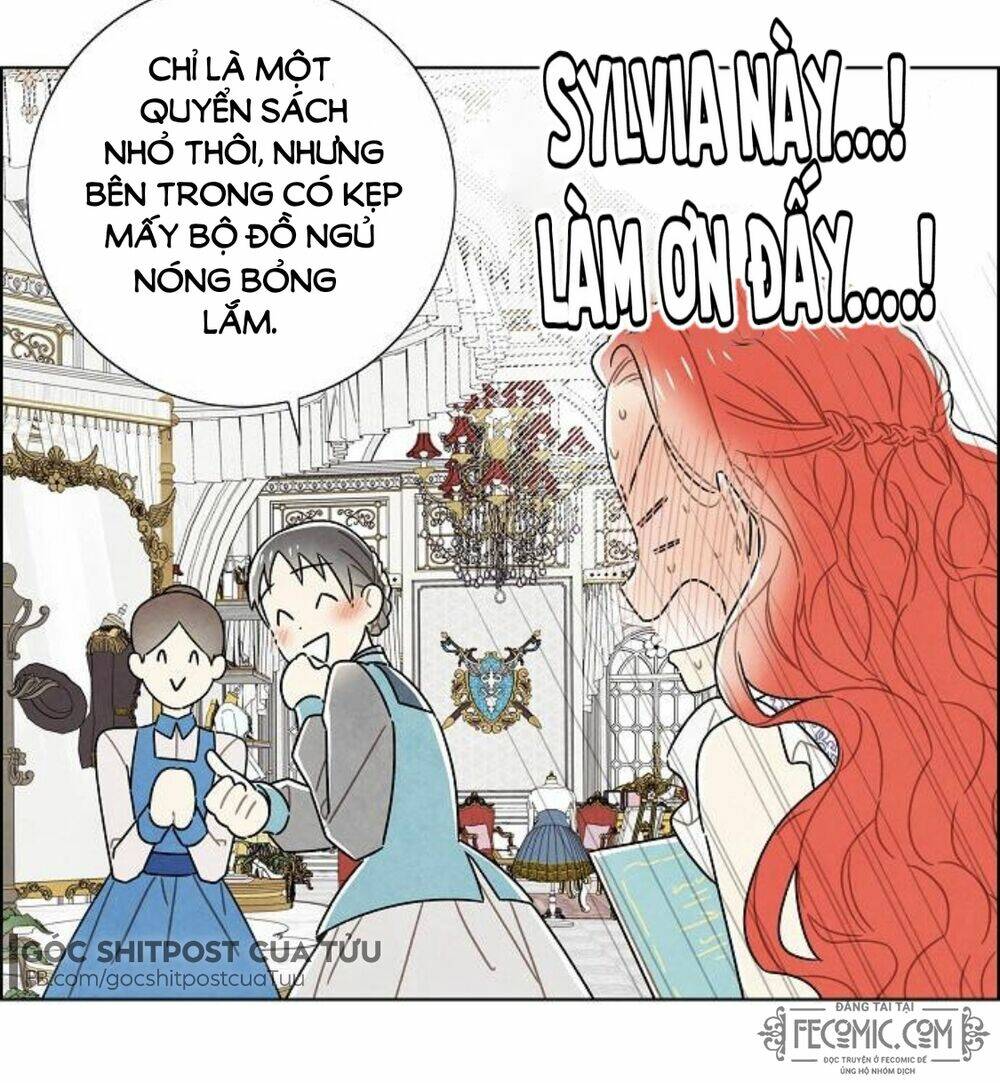 CHỈ LÀ MỘT
QUYỂN SÁCH
NHỎ THÔI, NHƯNG
BÊN TRONG CÓ KẸP
MẤY BỘ ĐỒ NGỦ
NÓNG BỎNG
LẮM.
SYLVIA NÀY....!
LÀM ƠN ĐẤY.....!
GÓC SHITPOST CỦA TỬU
FB.com/gocshitpostcuaTuu
ĐĂNG TẢI TẠI
FECOMIC.COM
ĐỌC TRUYỆN Ở FECOMIC ĐỂ
ỦNG HỘ NHÓM DỊCH